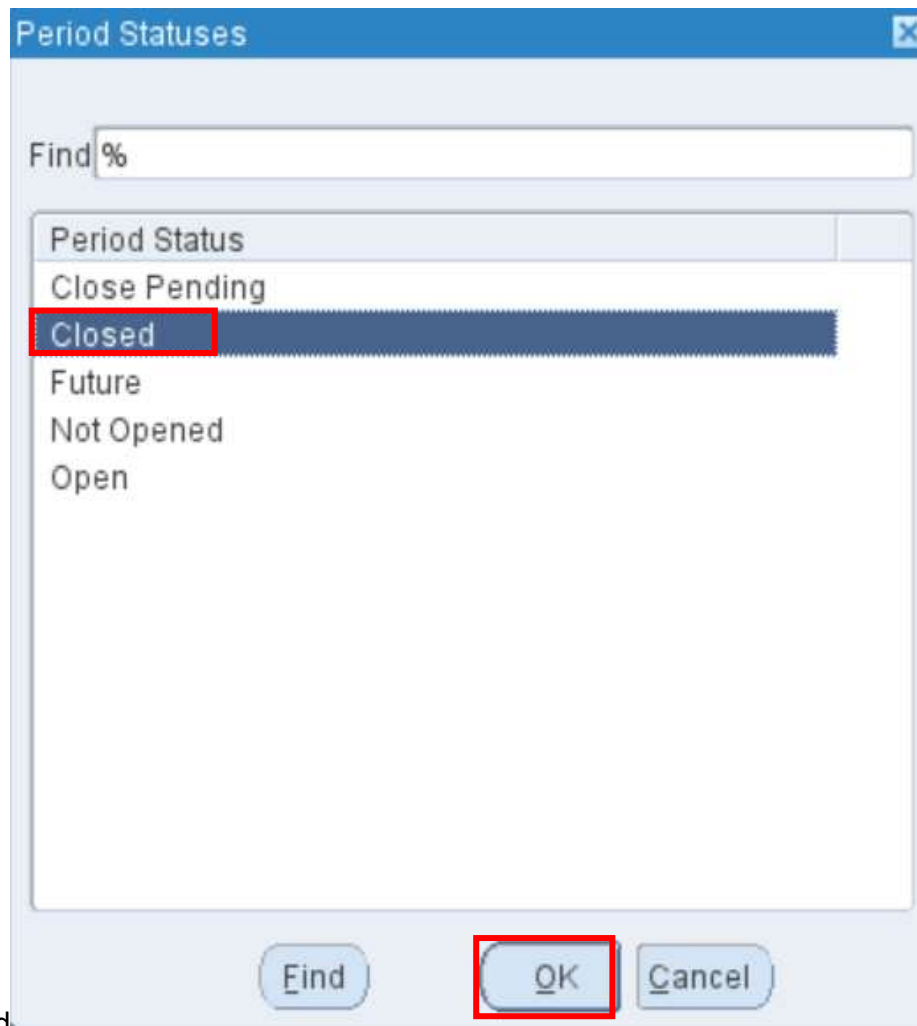 Period Statuses
Find %
Period Status
Close Pending
Closed
Future
Not Opened
Open
Find OK Cancel